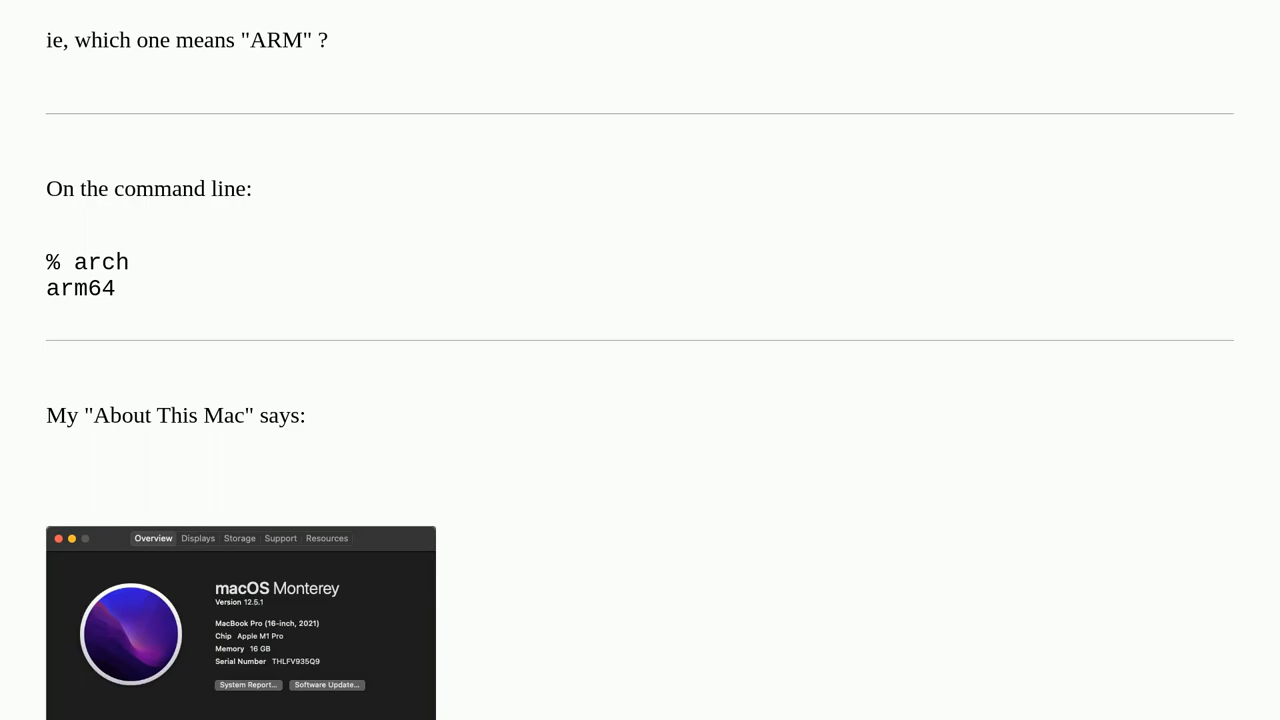 ie, which one means "ARM" ?
On the command line:
% arch
arm64
My "About This Mac" says:
Overview Displays Storage Support Resources
macOS Monterey
Version 12.5.1
MacBook Pro (16-inch, 2021)
Chip Apple M1 Pro
Memory 16 GB
Serial Number THLFV935Q9
System Report... Software Update...